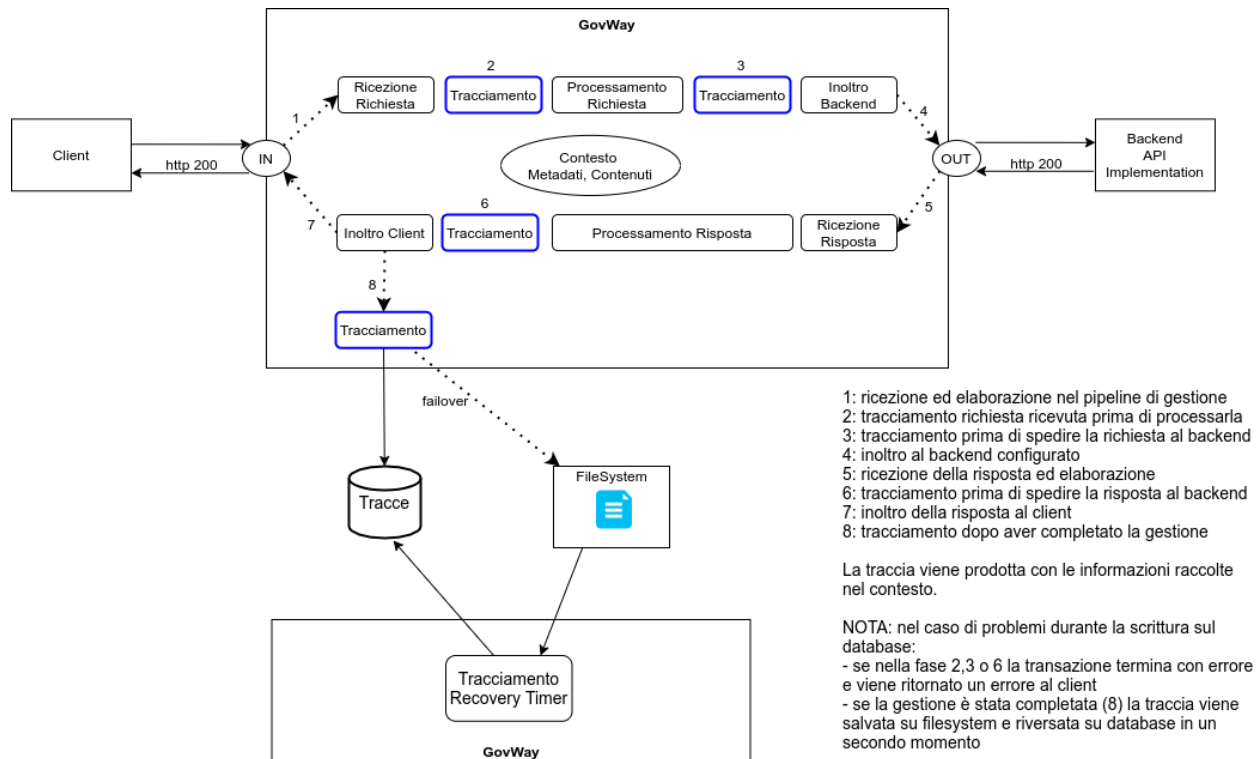 GovWay
2
3
Ricezione
Richiesta
Tracciamento
Processamento
Richiesta
Tracciamento
Inoltro
Backend
1
4
Client
http 200
IN
Contesto
Metadati, Contenuti
OUT
http 200
Backend
API
Implementation
6
7
5
Inoltro Client
Tracciamento
Processamento Risposta
Ricezione
Risposta
8
Tracciamento
failover
Tracce
FileSystem
Tracciamento
Recovery Timer
GovWay
1: ricezione ed elaborazione nel pipeline di gestione
2: tracciamento richiesta ricevuta prima di processarla
3: tracciamento prima di spedire la richiesta al backend
4: inoltro al backend configurato
5: ricezione della risposta ed elaborazione
6: tracciamento prima di spedire la risposta al backend
7: inoltro della risposta al client
8: tracciamento dopo aver completato la gestione
La traccia viene prodotta con le informazioni raccolte
nel contesto.
NOTA: nel caso di problemi durante la scrittura sul
database:
- se nella fase 2,3 o 6 la transazione termina con errore
e viene ritornato un errore al client
- se la gestione è stata completata (8) la traccia viene
salvata su filesystem e riversata su database in un
secondo momento